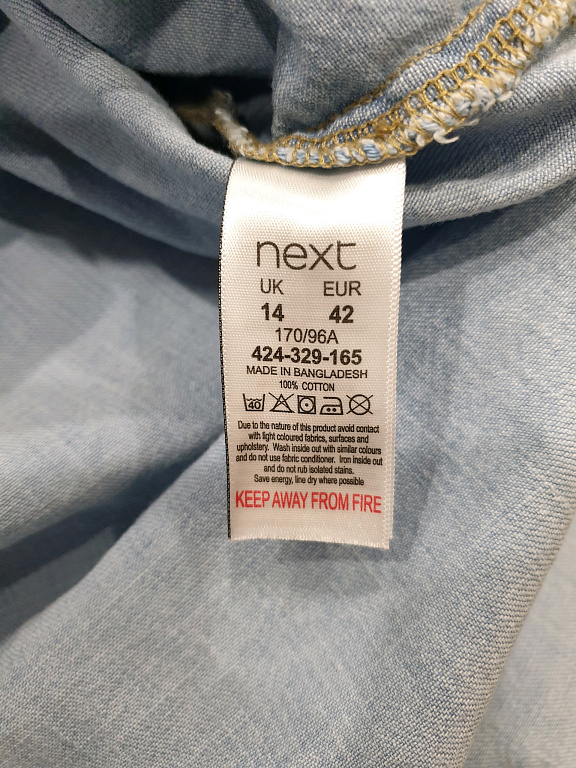 next
UK EUR
14 42
170/96A
424-329-165
MADE IN BANGLADESH
100% COTTON
40
Due to the nature of this product avoid contact
with light coloured fabrics, surfaces and
upholstery. Wash inside out with similar colours
and do not use fabric conditioner. Iron inside out
and do not rub isolated stains.
Save energy, line dry where possible
KEEP AWAY FROM FIRE